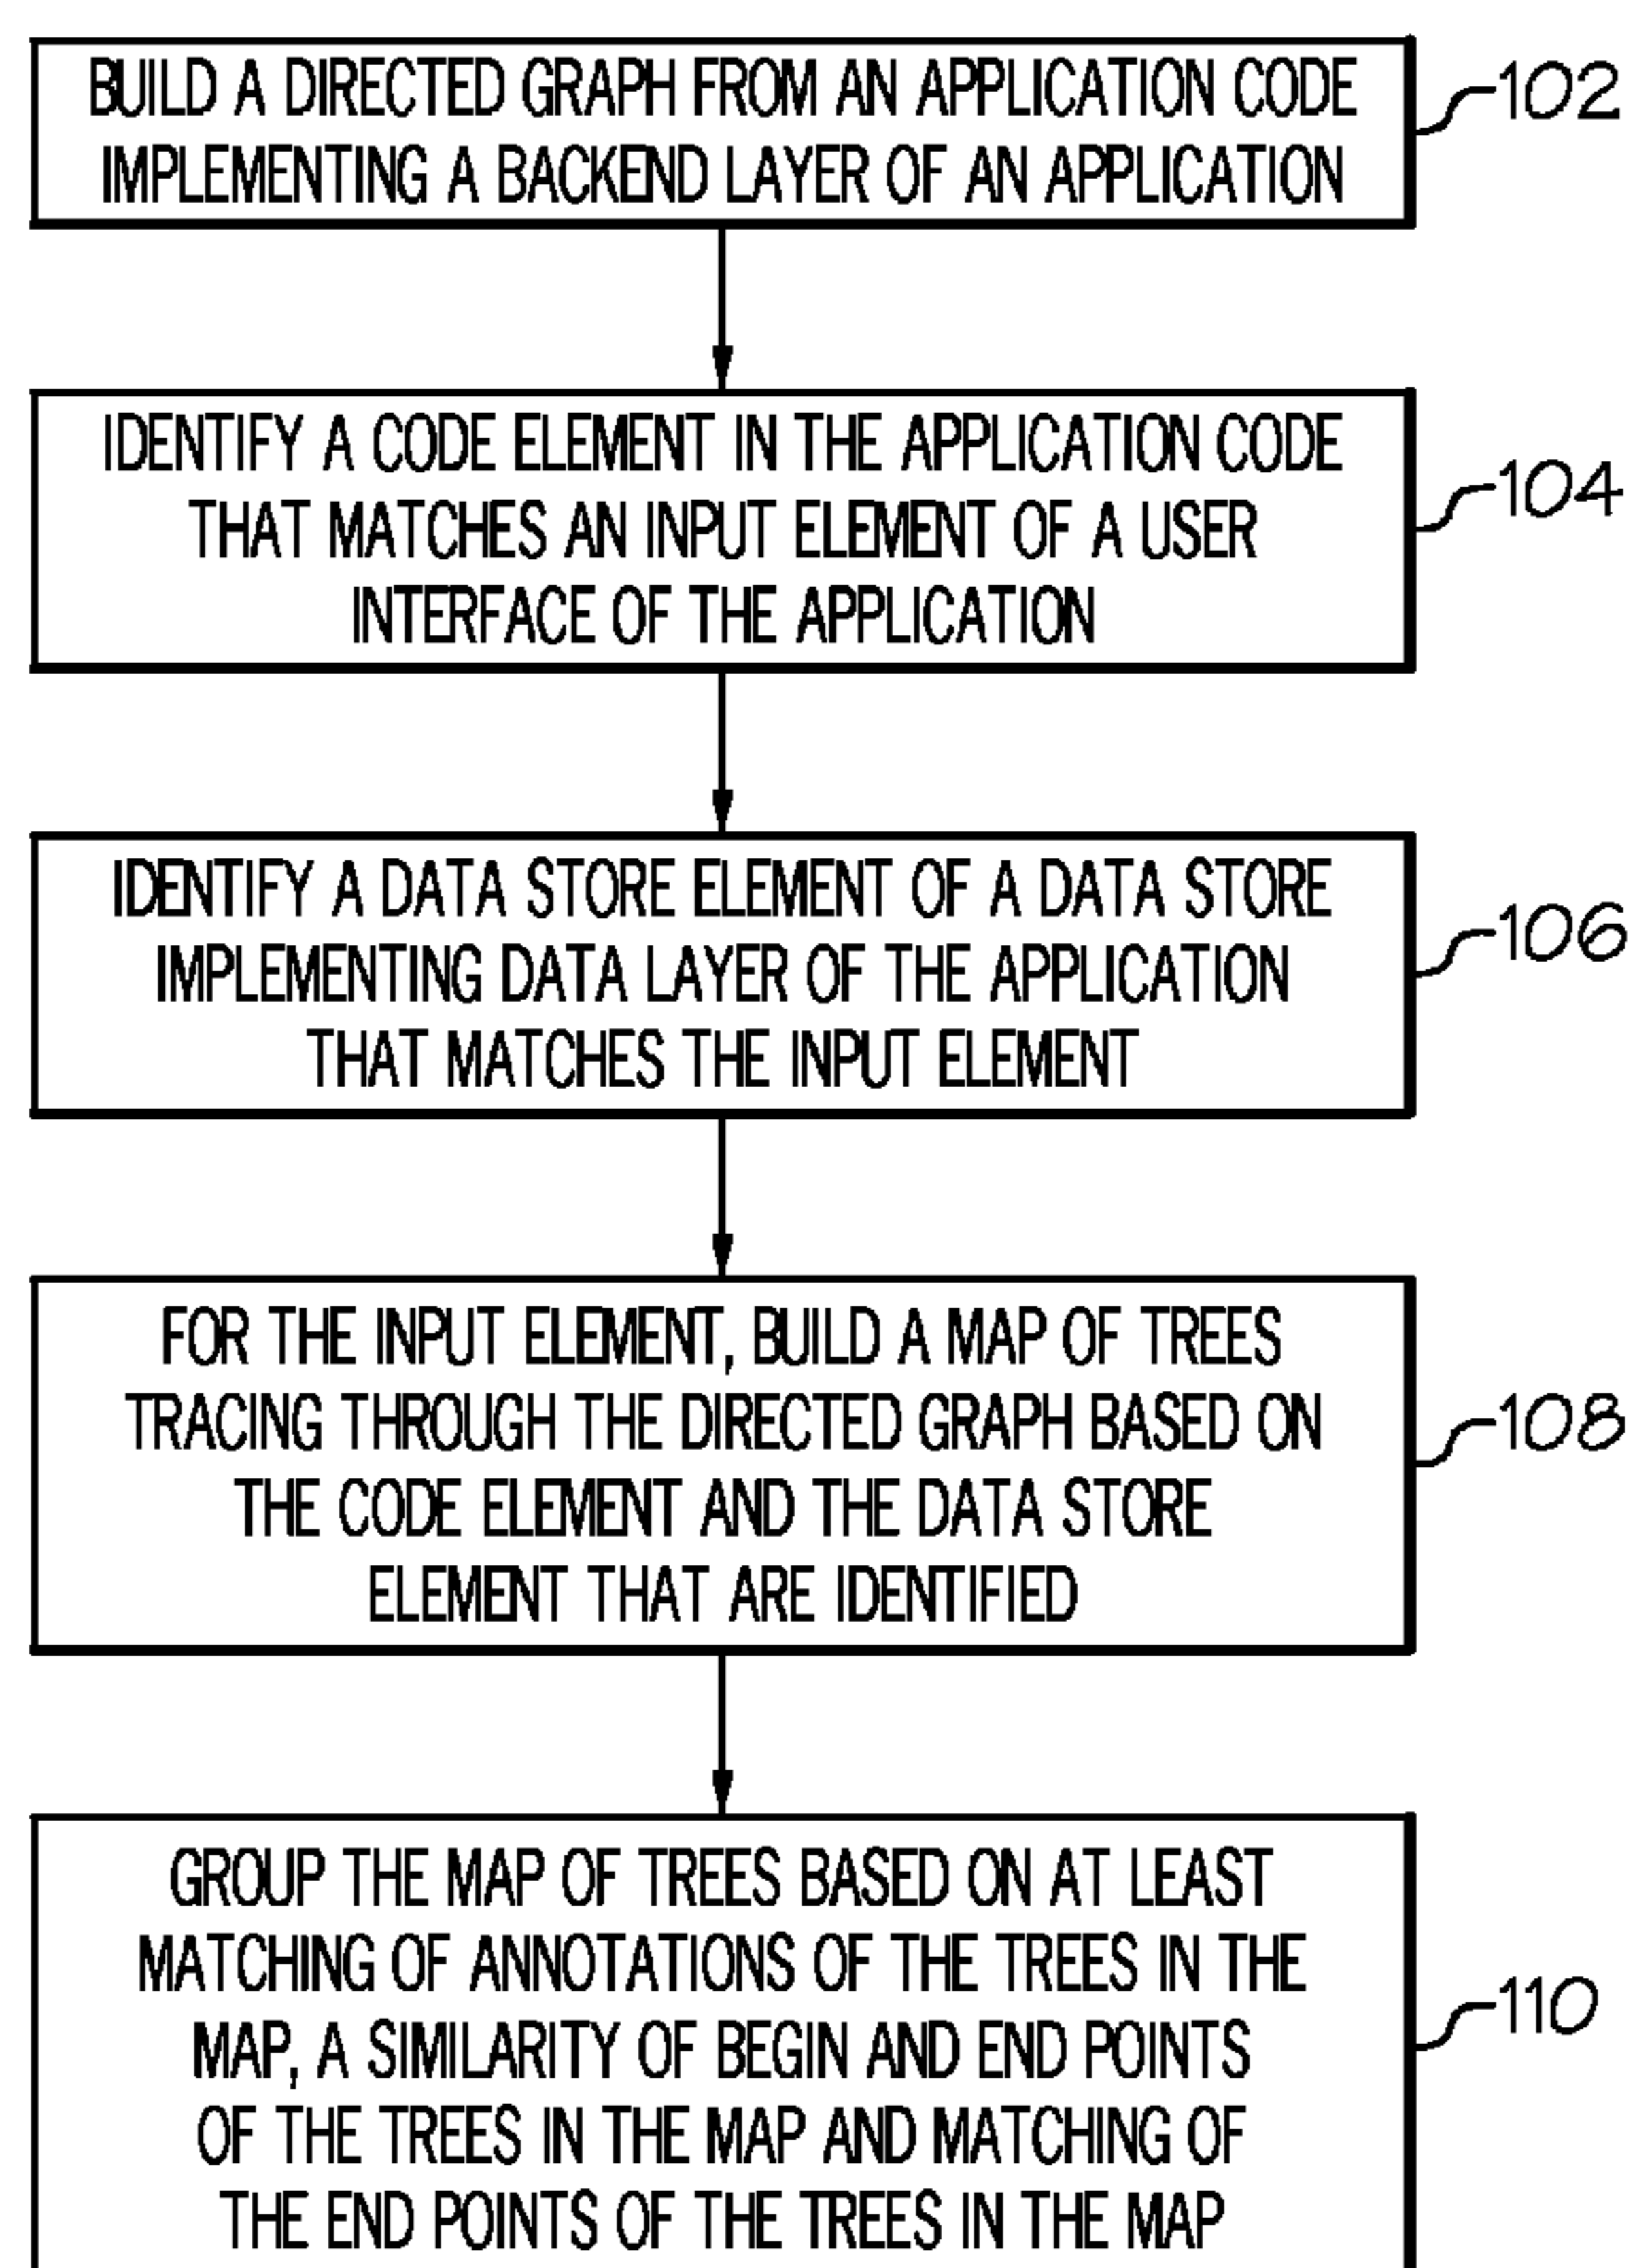 BUILD A DIRECTED GRAPH FROM AN APPLICATION CODE
IMPLEMENTING A BACKEND LAYER OF AN APPLICATION
102
IDENTIFY A CODE ELEMENT IN THE APPLICATION CODE
THAT MATCHES AN INPUT ELEMENT OF A USER
INTERFACE OF THE APPLICATION
104
IDENTIFY A DATA STORE ELEMENT OF A DATA STORE
IMPLEMENTING DATA LAYER OF THE APPLICATION
THAT MATCHES THE INPUT ELEMENT
106
FOR THE INPUT ELEMENT, BUILD A MAP OF TREES
TRACING THROUGH THE DIRECTED GRAPH BASED ON
THE CODE ELEMENT AND THE DATA STORE
ELEMENT THAT ARE IDENTIFIED
108
GROUP THE MAP OF TREES BASED ON AT LEAST
MATCHING OF ANNOTATIONS OF THE TREES IN THE
MAP, A SIMILARITY OF BEGIN AND END POINTS
OF THE TREES IN THE MAP AND MATCHING OF
THE END POINTS OF THE TREES IN THE MAP
110